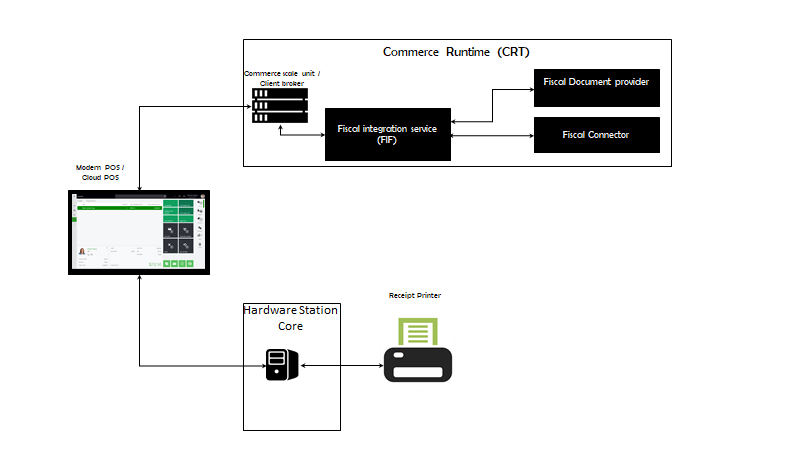 Commerce Runtime (CRT)
Commerce scale unit /
Client broker
Fiscal Document provider
Fiscal integration service
(FIF)
Fiscal Connector
Modern POS /
Cloud POS
Receipt Printer
Hardware Station
Core